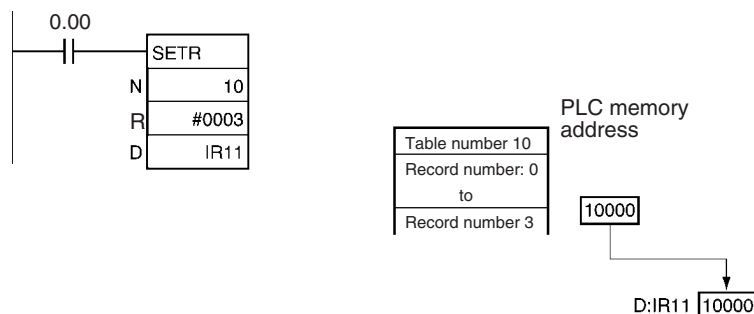 0.00
SETR
N 10
R #0003
D IR11
PLC memory
address
Table number 10
Record number: 0
to
Record number 3
10000
D:IR11 10000